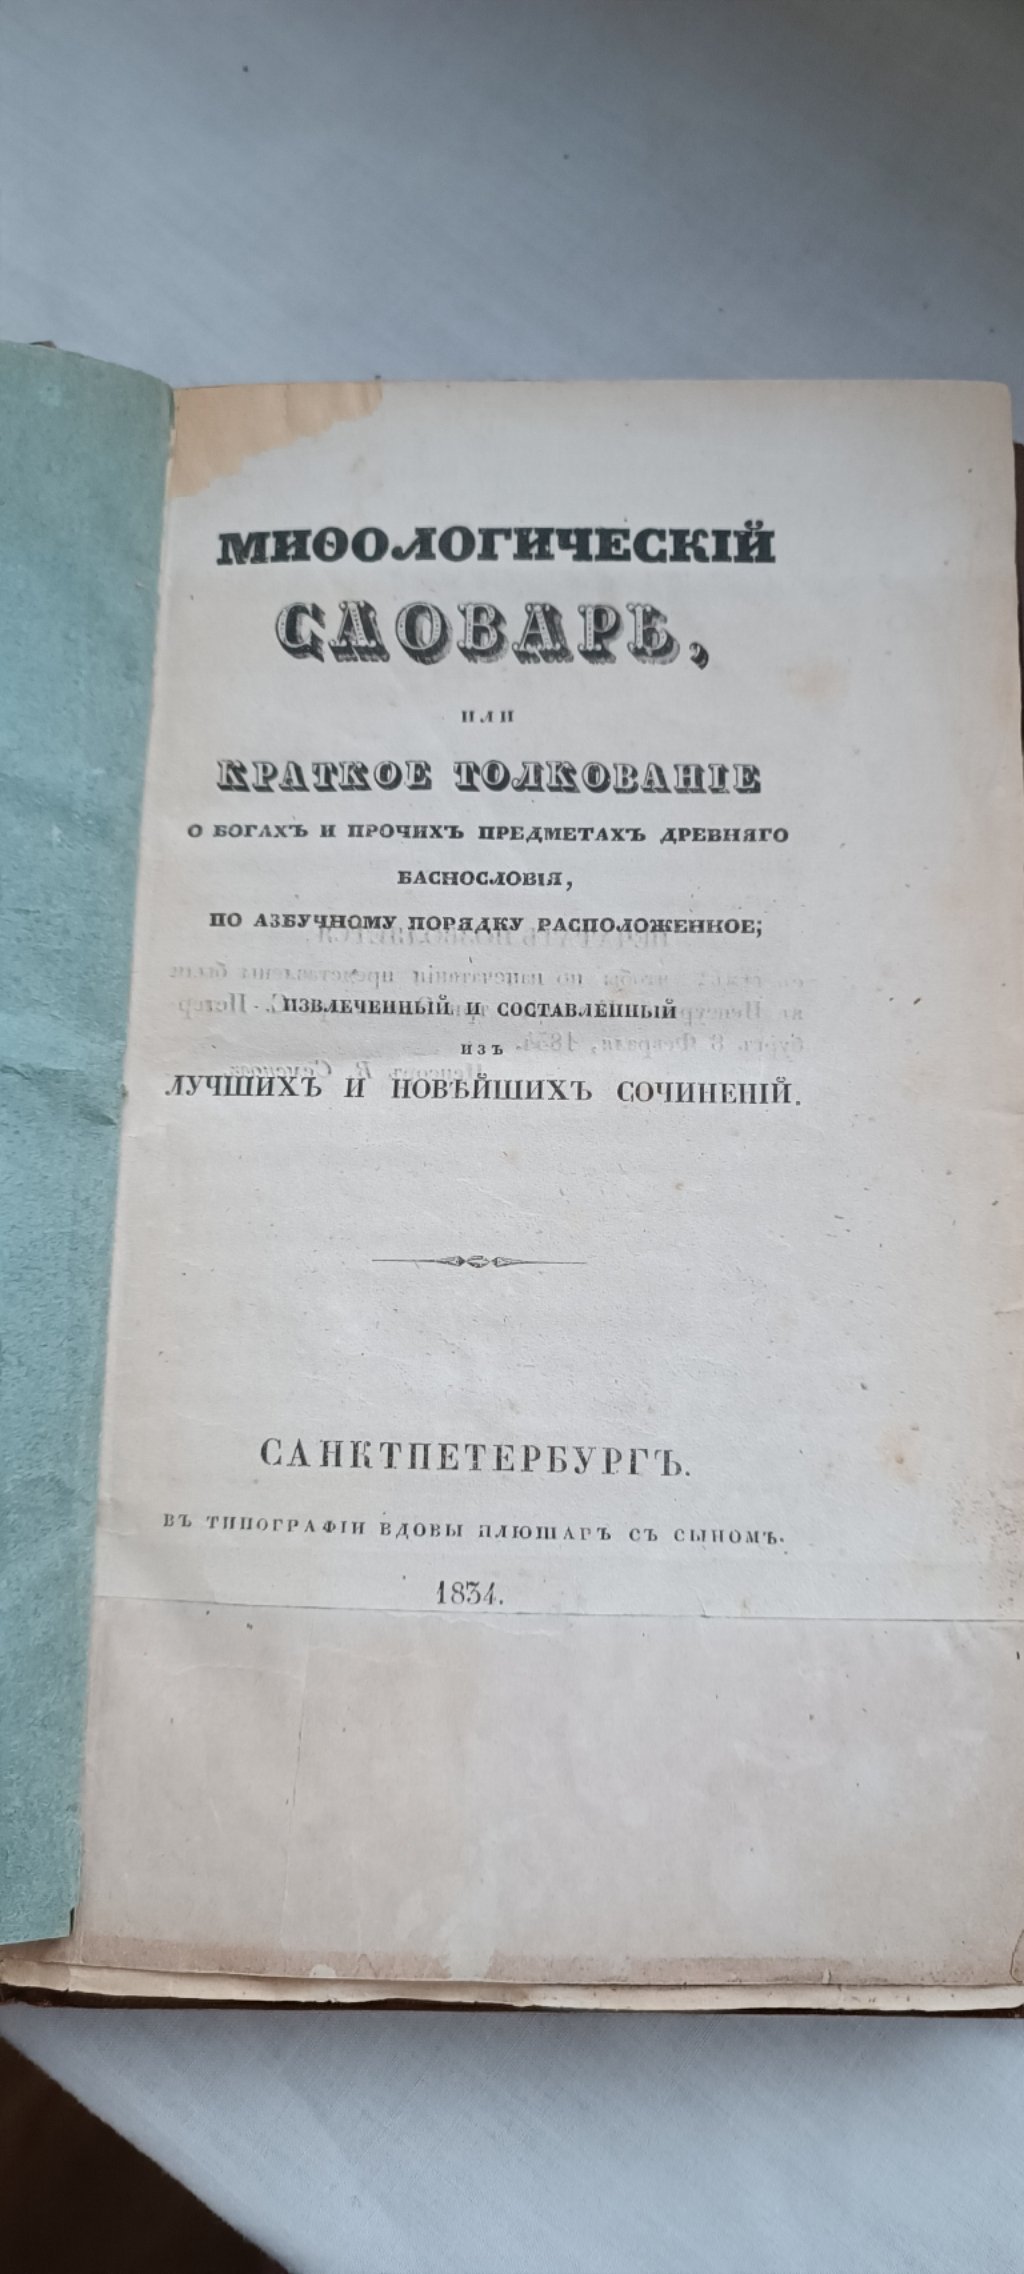 МИѲОЛОГИЧЕСКІЙ
СЛОВАРЬ,
ИЛИ
КРАТКОЕ ТОЛКОВАНІЕ
О БОГАХЪ И ПРОЧИХЪ ПРЕДМЕТАХЪ ДРЕВНЯГО
БАСНОСЛОВІЯ,
ПО АЗБУЧНОМУ ПОРЯДКУ РАСПОЛОЖЕННОЕ;
ИЗВЛЕЧЕННЫЙ И СОСТАВЛЕННЫЙ
ИЗЪ
ЛУЧШИХЪ И НОВѢЙШИХЪ СОЧИНЕНІЙ.
САНКТПЕТЕРБУРГЪ.
ВЪ ТИПОГРАФІИ ВДОВЫ ПЛЮШАРЪ СЪ СЫНОМЪ.
1834.